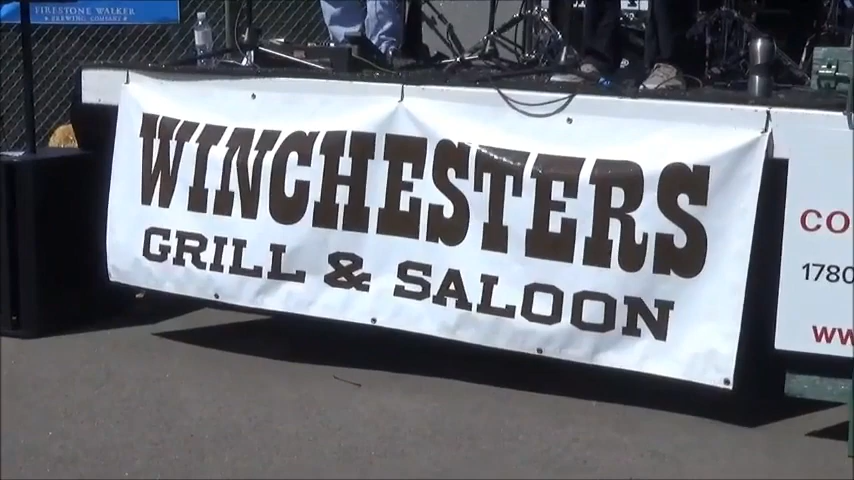 FIRESTONE WALKER
BREWING COMPANY
WINCHESTERS
GRILL & SALOON
CO
1780
ww